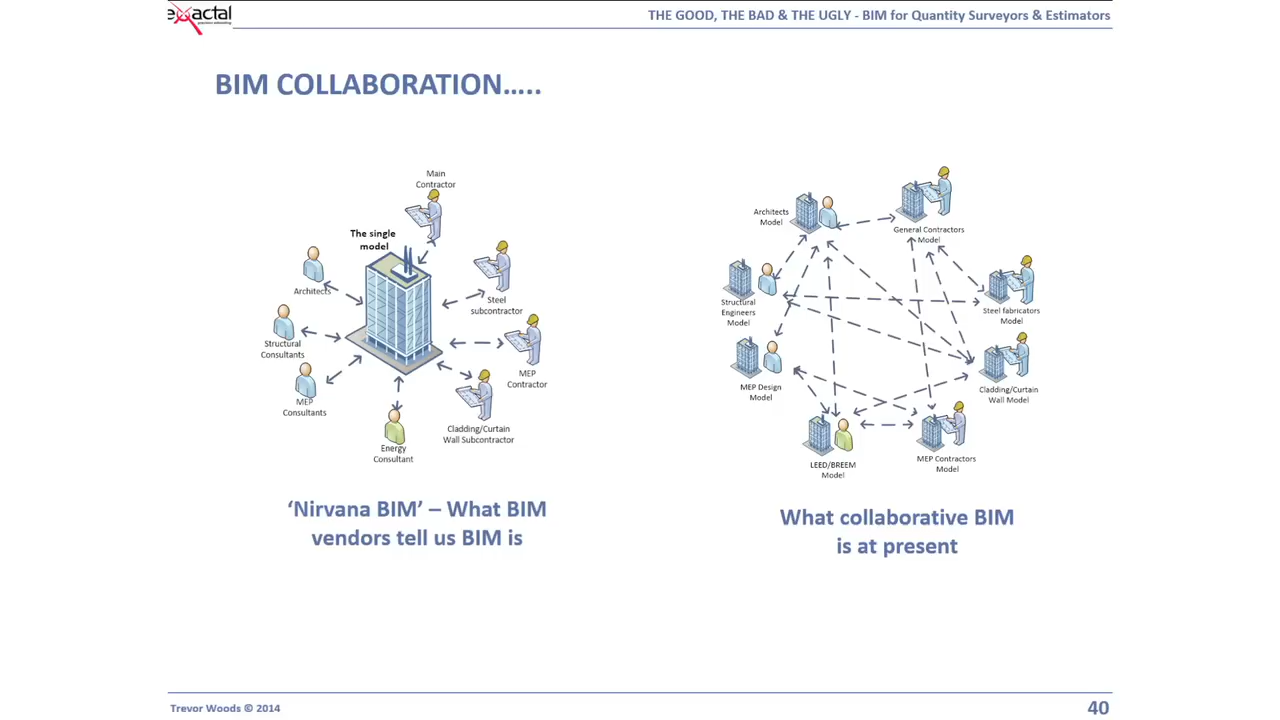 exactal
THE GOOD, THE BAD & THE UGLY - BIM for Quantity Surveyors & Estimators
BIM COLLABORATION…..
Main
Contractor
The single
model
Architects
Steel
subcontractor
Structural
Consultants
MEP
Contractor
MEP
Consultants
Cladding/Curtain
Wall Subcontractor
Energy
Consultant
‘Nirvana BIM’ – What BIM
vendors tell us BIM is
Architects
Model
General Contractors
Model
Structural
Engineers
Model
Steel fabricators
Model
MEP Design
Model
Cladding/Curtain
Wall Model
LEED/BREEM
Model
MEP Contractors
Model
What collaborative BIM
is at present
Trevor Woods © 2014
40